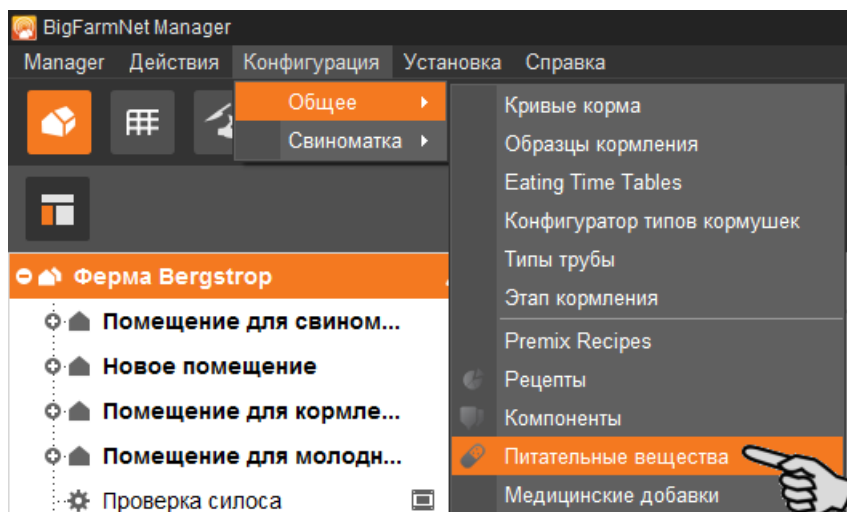 BigFarmNet Manager
Manager Действия Конфигурация Установка Справка
Общее
Свиноматка
Кривые корма
Образцы кормления
Eating Time Tables
Конфигуратор типов кормушек
Типы трубы
Этап кормления
Premix Recipes
Рецепты
Компоненты
Питательные вещества
Медицинские добавки
Ферма Bergstrop
Помещение для свином...
Новое помещение
Помещение для кормле...
Помещение для молодн...
Проверка силоса